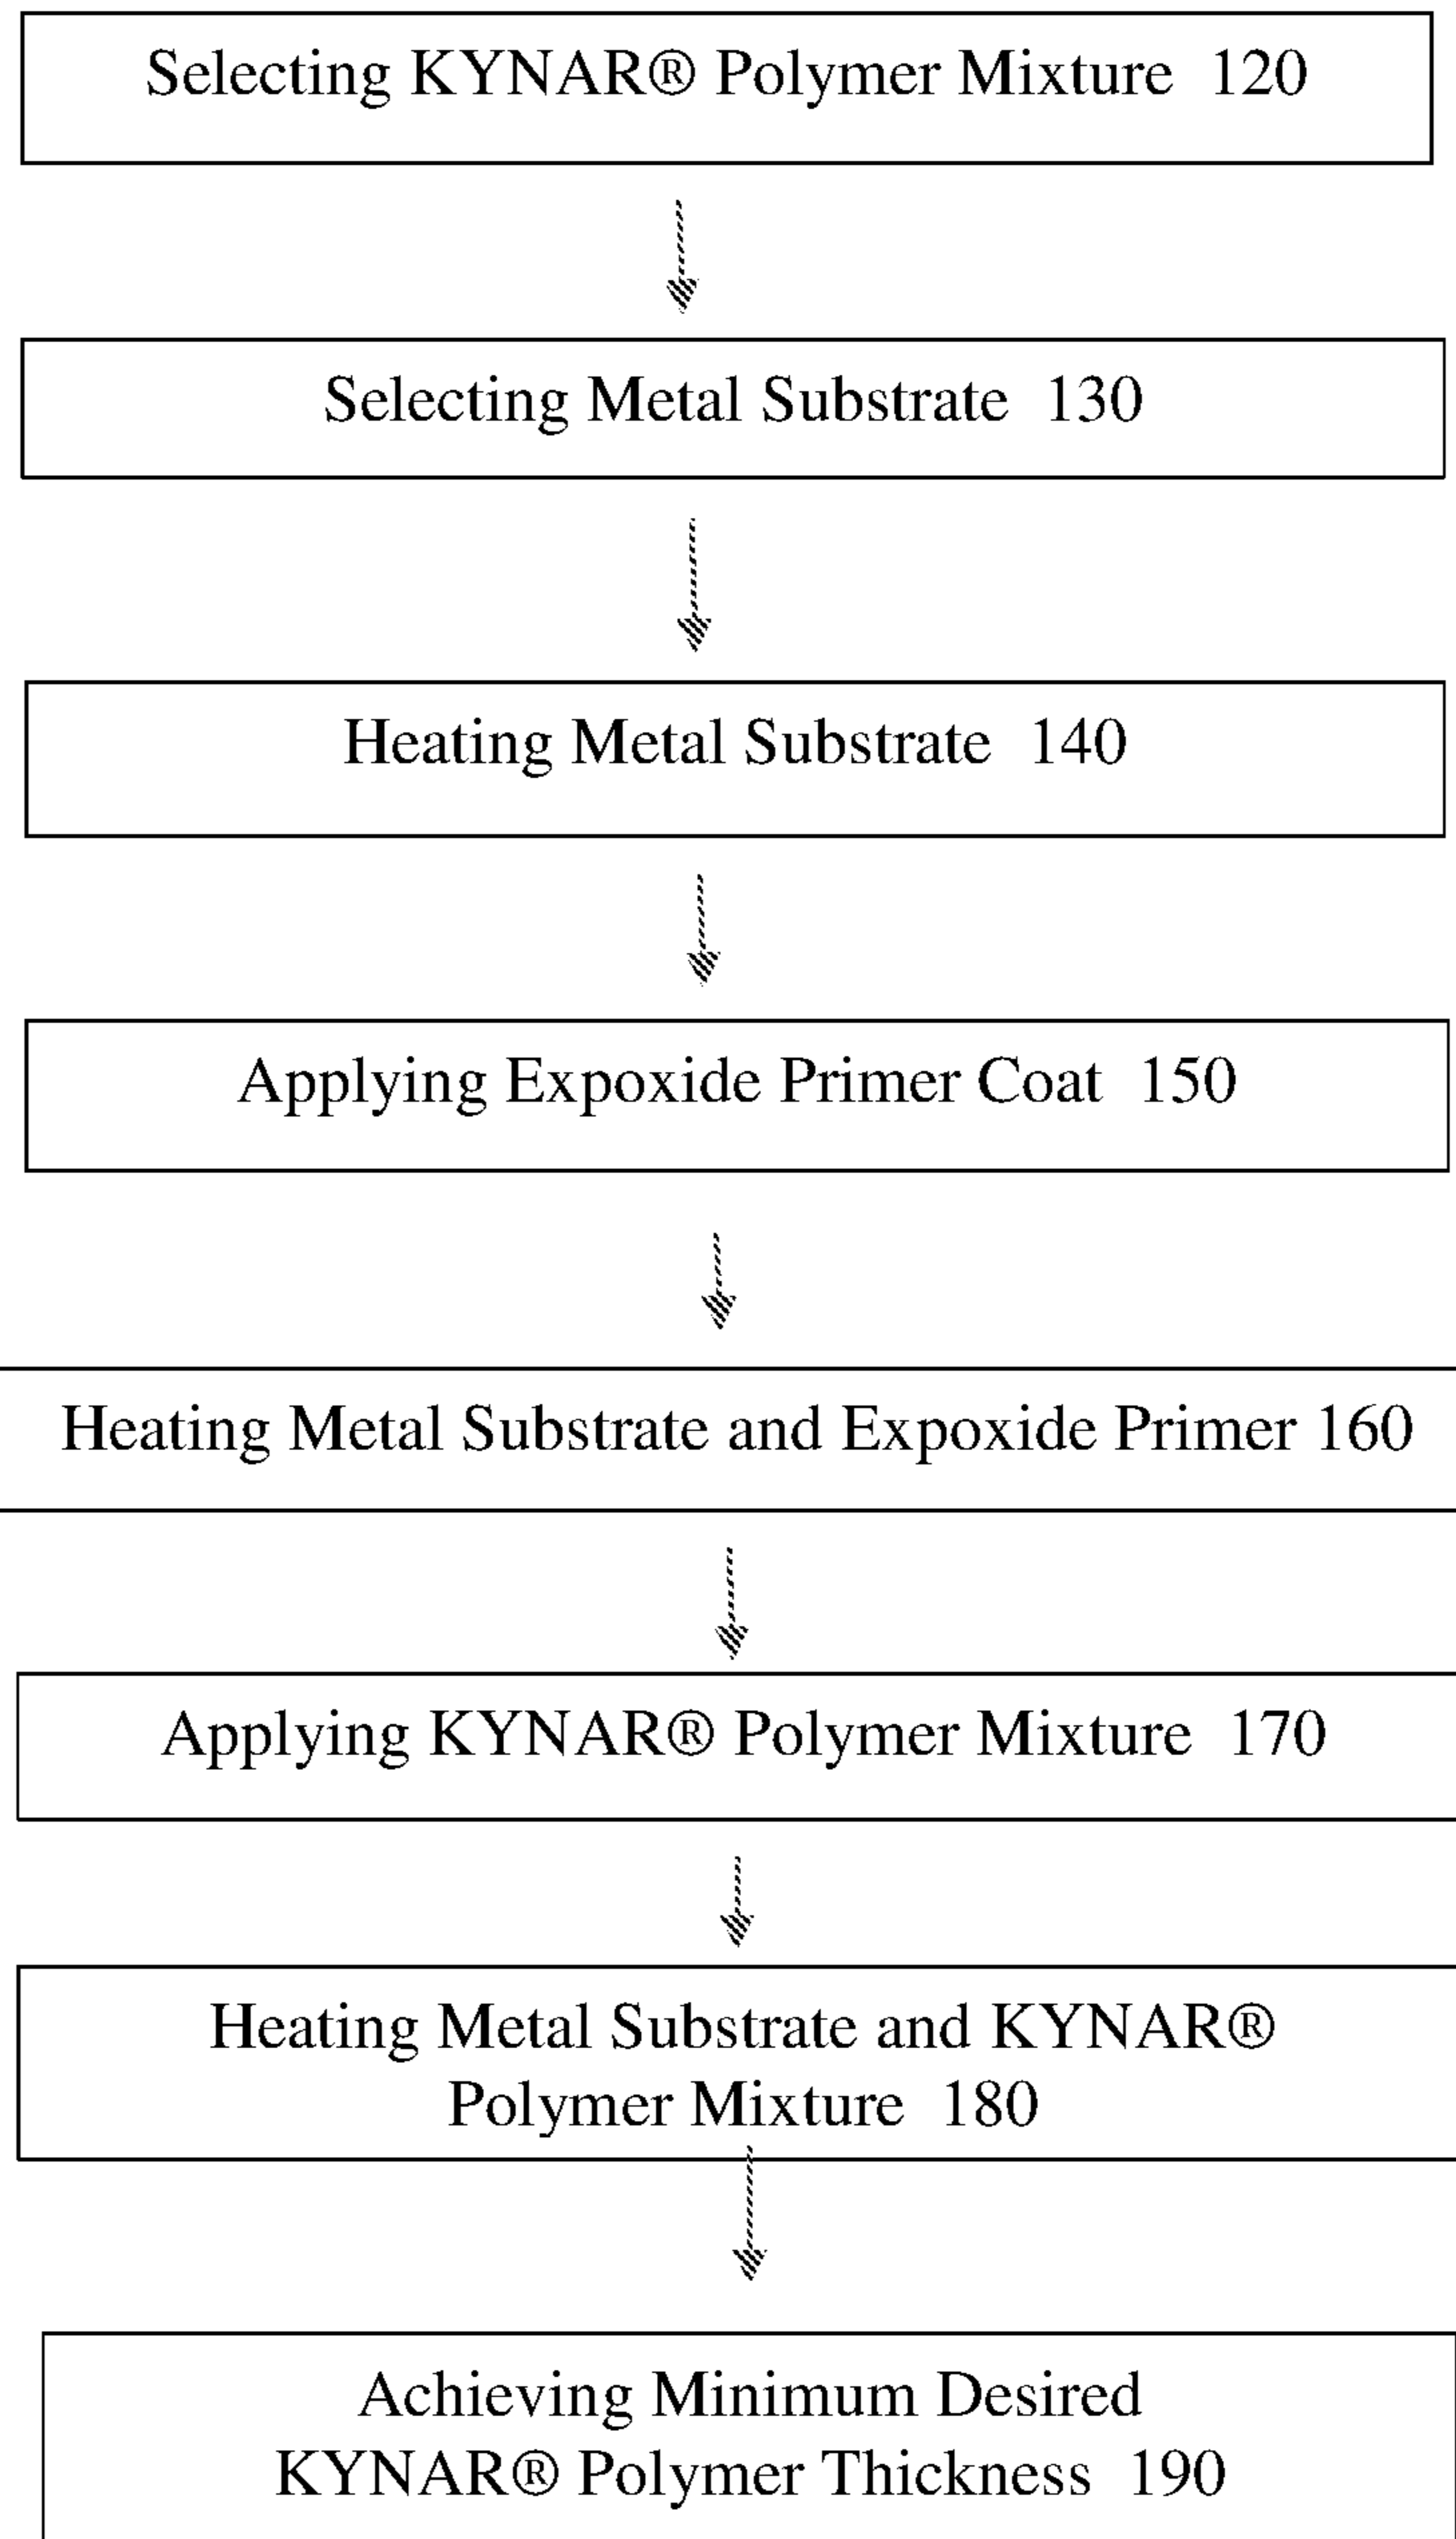 Selecting KYNAR® Polymer Mixture 120
Selecting Metal Substrate 130
Heating Metal Substrate 140
Applying Expoxide Primer Coat 150
Heating Metal Substrate and Expoxide Primer 160
Applying KYNAR® Polymer Mixture 170
Heating Metal Substrate and KYNAR®
Polymer Mixture 180
Achieving Minimum Desired
KYNAR® Polymer Thickness 190